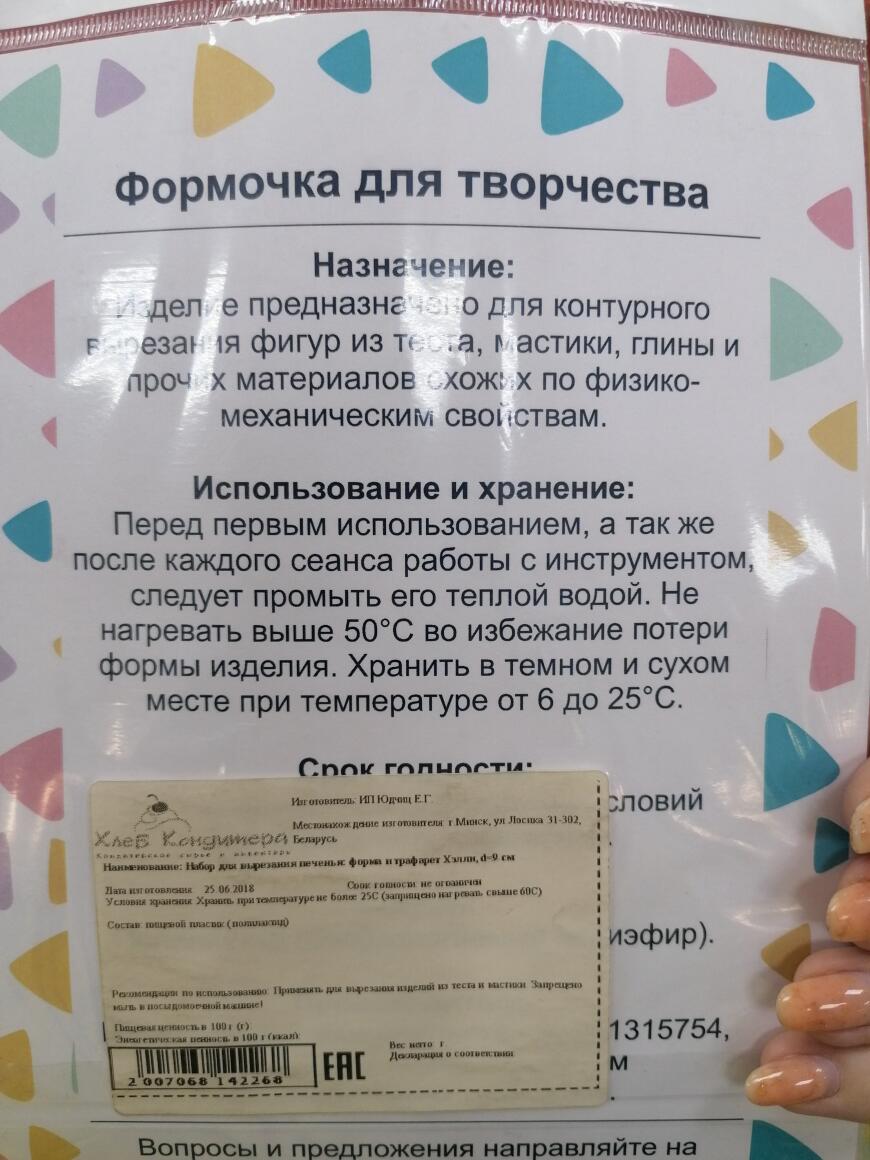 Формочка для творчества
Назначение:
Изделие предназначено для контурного
вырезания фигур из теста, мастики, глины и
прочих материалов схожих по физико-
механическим свойствам.
Использование и хранение:
Перед первым использованием, а так же
после каждого сеанса работы с инструментом,
следует промыть его теплой водой. Не
нагревать выше 50°С во избежание потери
формы изделия. Хранить в темном и сухом
месте при температуре от 6 до 25°С.
Срок годности:
словий
Изготовитель: ИП Юдчиц Е.Г.
Местонахождение изготовителя: г.Минск, ул Лосика 31-302,
Беларусь
Хлеб Кондитера
Кондитерское сырье и инвентарь
Наименование: Набор для вырезания печенья: форма и трафарет Хэлли, d=9 см
Дата изготовления 25.06.2018 Срок годности: не ограничен
Условия хранения: Хранить при температуре не более 25С (запрещено нагревать свыше 60С)
Состав: пищевой пластик (полилактид)
иэфир).
Рекомендации по использованию: Применять для вырезания изделий из теста и мастики. Запрещено
мыть в посудомоечной машине!
Пищевая ценность в 100 г (г)
Энергетическая ценность в 100 г (ккал):
Вес нетто г
Декларация о соответствии
2 007068 142268
EAC
1315754,
м
Вопросы и предложения направляйте на